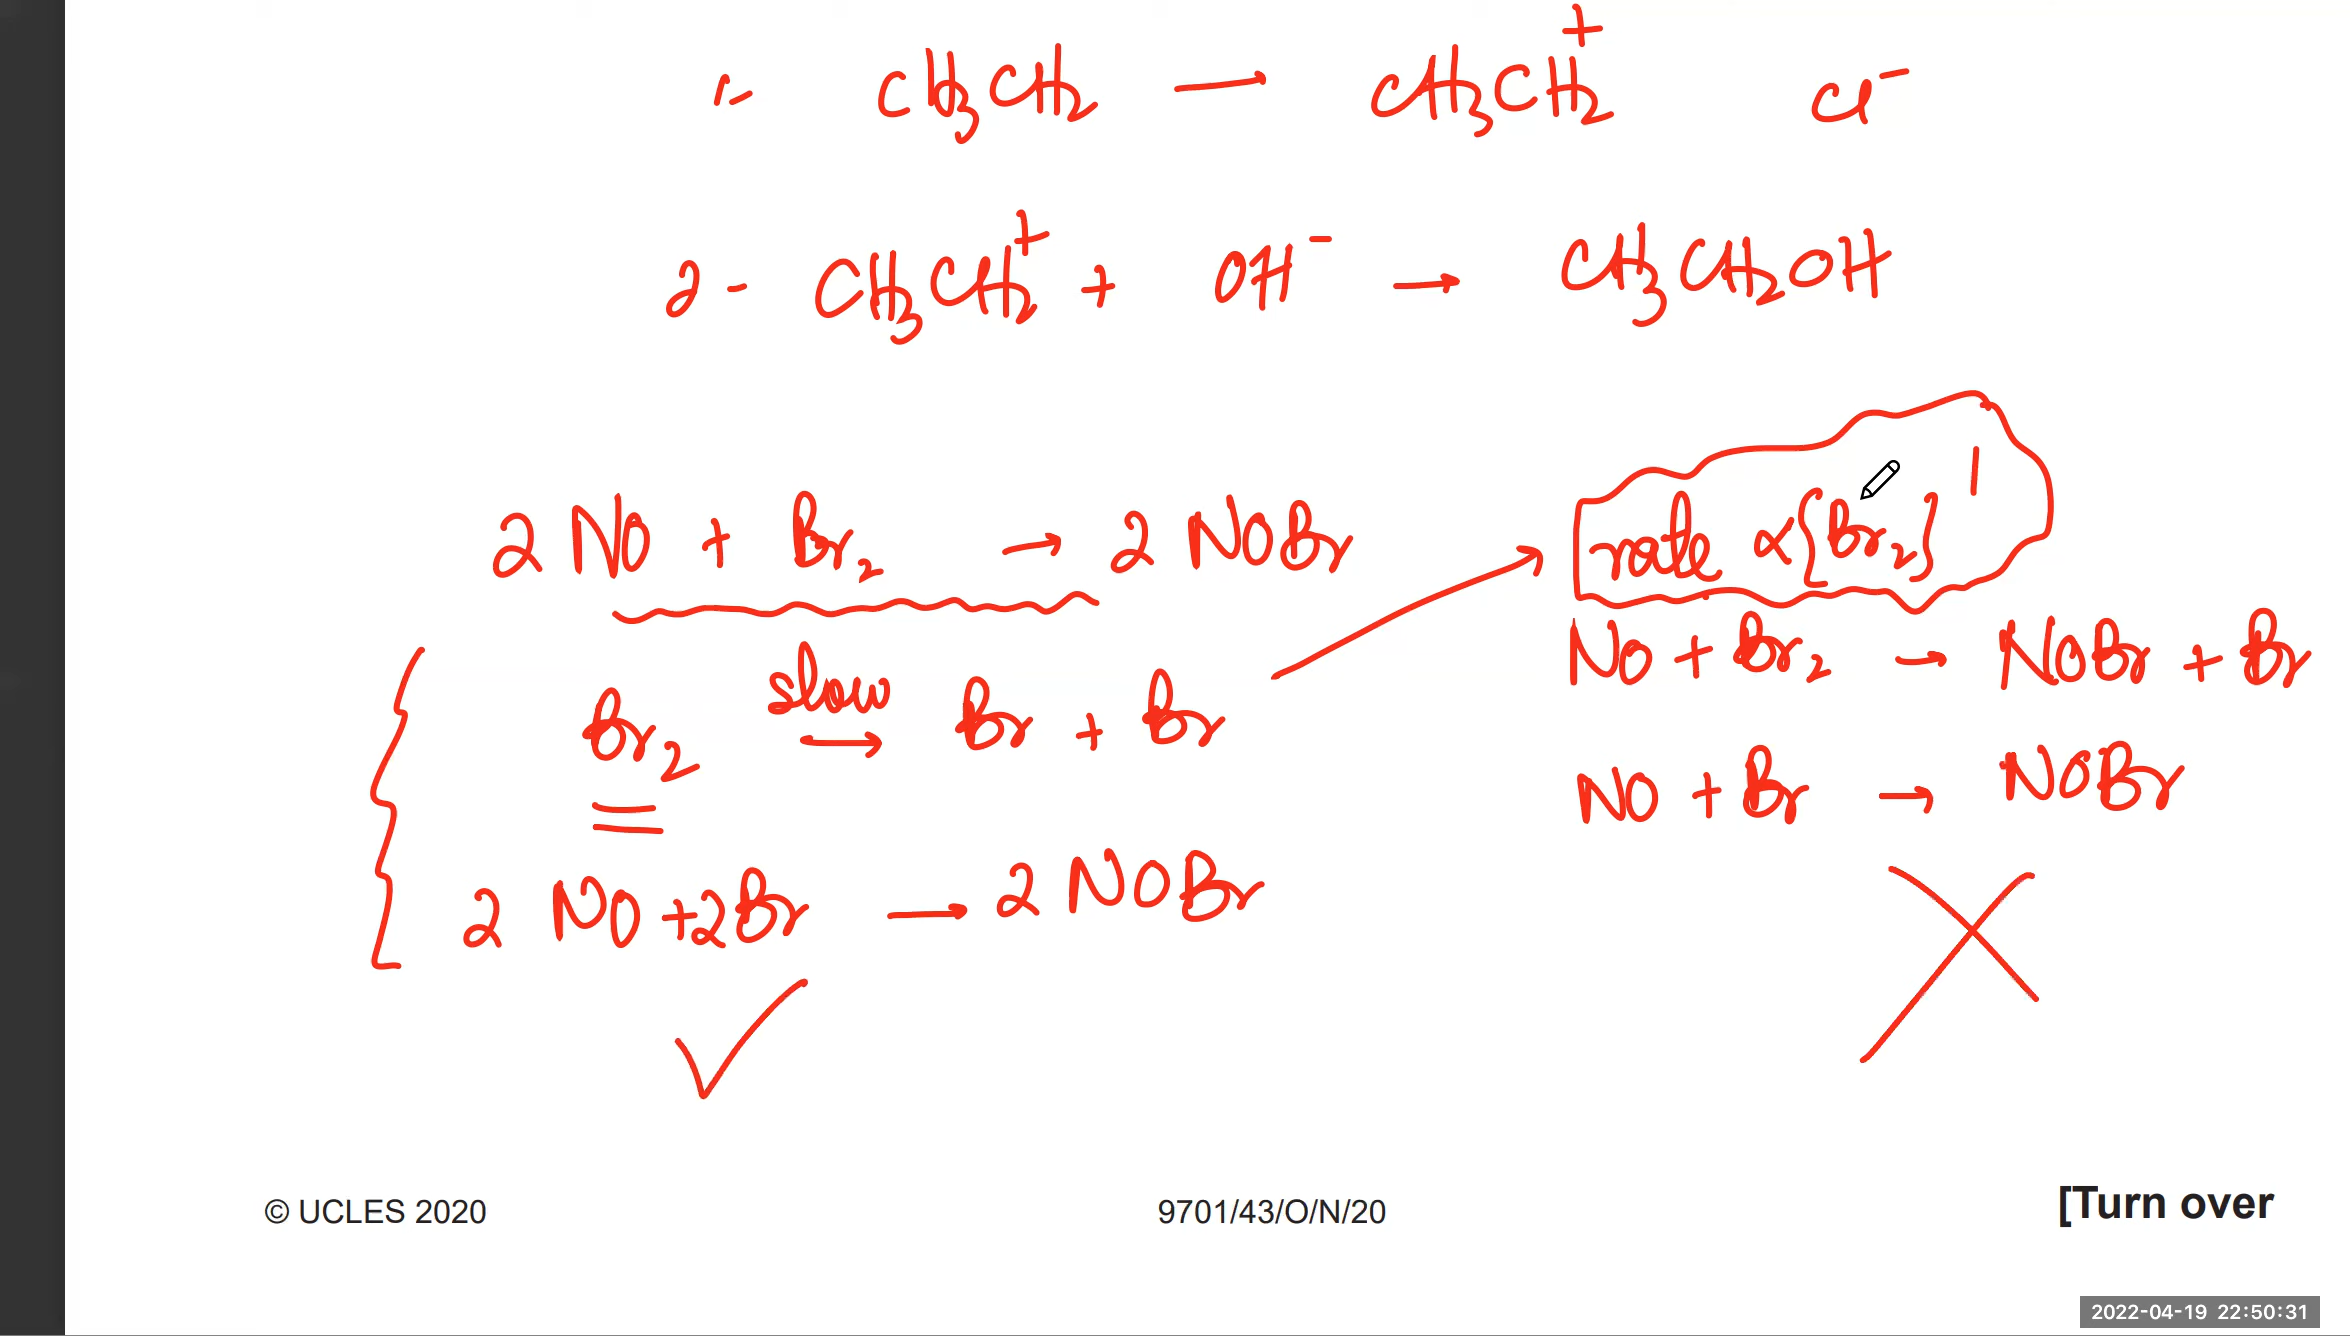 1- CH3CH2 → CH3CH2+ Cl-
2- CH3CH2+ + OH- → CH3CH2OH
2 NO + Br2 → 2 NOBr
rate ∝ {Br2}1
NO + Br2 → NOBr + Br
Br2 slow → Br + Br
NO + Br → NOBr
2 NO + 2Br → 2 NOBr
© UCLES 2020
9701/43/O/N/20
[Turn over
2022-04-19 22:50:31